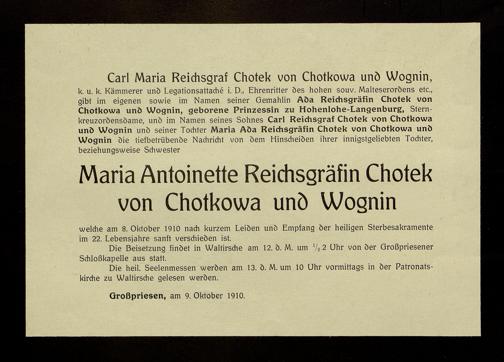 Carl Maria Reichsgraf Chotek von Chotkowa und Wognin,
k. u. k. Kämmerer und Legationsattaché i. D., Ehrenritter des hohen souv. Malteserordens etc.,
gibt im eigenen sowie im Namen seiner Gemahlin Ada Reichsgräfin Chotek von
Chotkowa und Wognin, geborene Prinzessin zu Hohenlohe-Langenburg, Stern-
kreuzordensdame, und im Namen seines Sohnes Carl Reichsgraf Chotek von Chotkowa
und Wognin und seiner Tochter Maria Ada Reichsgräfin Chotek von Chotkowa und
Wognin die tiefbetrübende Nachricht von dem Hinscheiden ihrer innigstgeliebten Tochter,
beziehungsweise Schwester
Maria Antoinette Reichsgräfin Chotek
von Chotkowa und Wognin
welche am 8. Oktober 1910 nach kurzem Leiden und Empfang der heiligen Sterbesakramente
im 22. Lebensjahre sanft verschieden ist.
Die Beisetzung findet in Waltirsche am 12. d. M. um 1/2 2 Uhr von der Großpriesener
Schloßkapelle aus statt.
Die heil. Seelenmessen werden am 13. d. M. um 10 Uhr vormittags in der Patronats-
kirche zu Waltirsche gelesen werden.
Großpriesen, am 9. Oktober 1910.